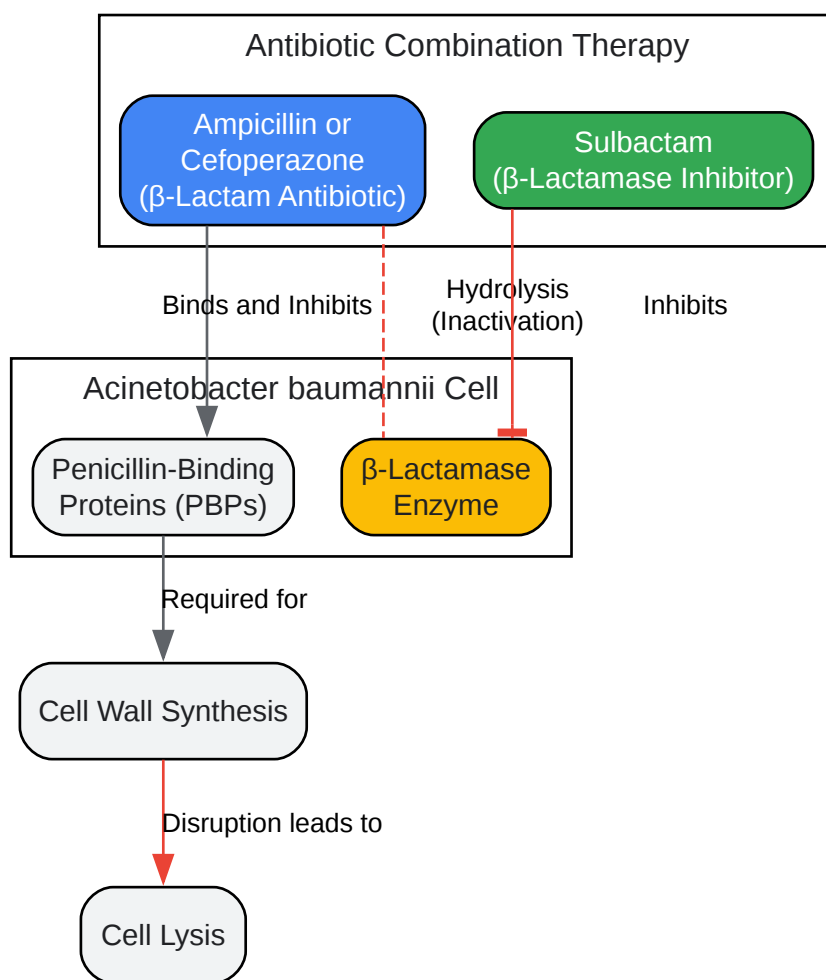 Antibiotic Combination Therapy
Ampicillin or
Cefoperazone
(β-Lactam Antibiotic)
Sulbactam
(β-Lactamase Inhibitor)
Binds and Inhibits
Hydrolysis
(Inactivation)
Inhibits
Acinetobacter baumannii Cell
Penicillin-Binding
Proteins (PBPs)
β-Lactamase
Enzyme
Required for
Cell Wall Synthesis
Disruption leads to
Cell Lysis